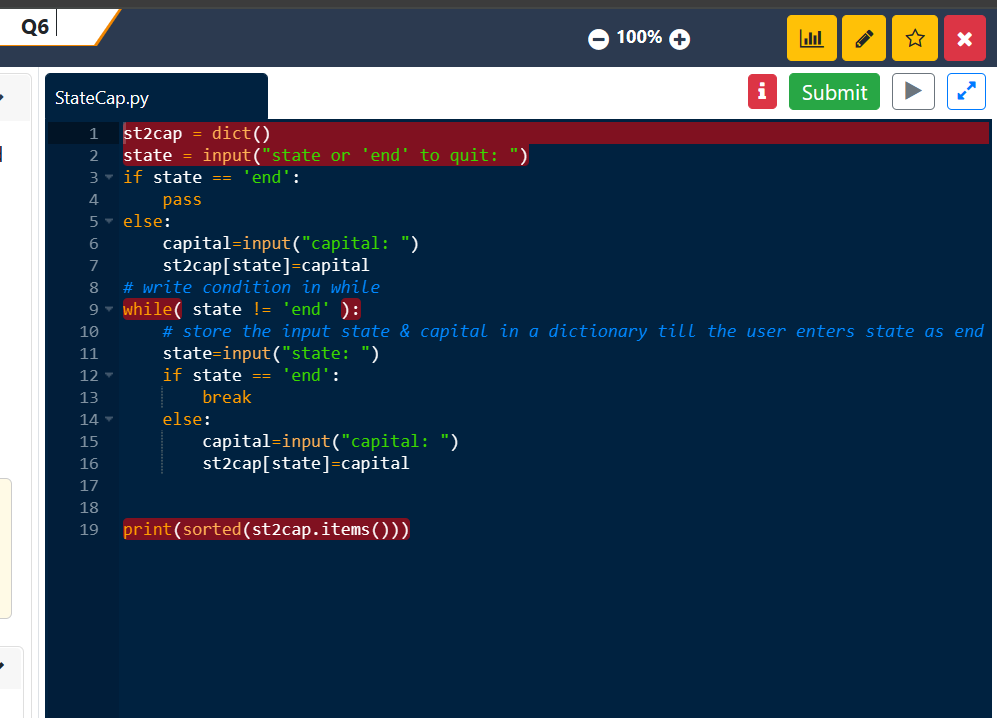 Q6
100%
StateCap.py
i Submit
1 st2cap = dict()
2 state = input("state or 'end' to quit: ")
3 if state == 'end':
4     pass
5 else:
6     capital=input("capital: ")
7     st2cap[state]=capital
8 # write condition in while
9 while( state != 'end' ):
10     # store the input state & capital in a dictionary till the user enters state as end
11     state=input("state: ")
12     if state == 'end':
13         break
14     else:
15         capital=input("capital: ")
16         st2cap[state]=capital
17
18
19 print(sorted(st2cap.items()))